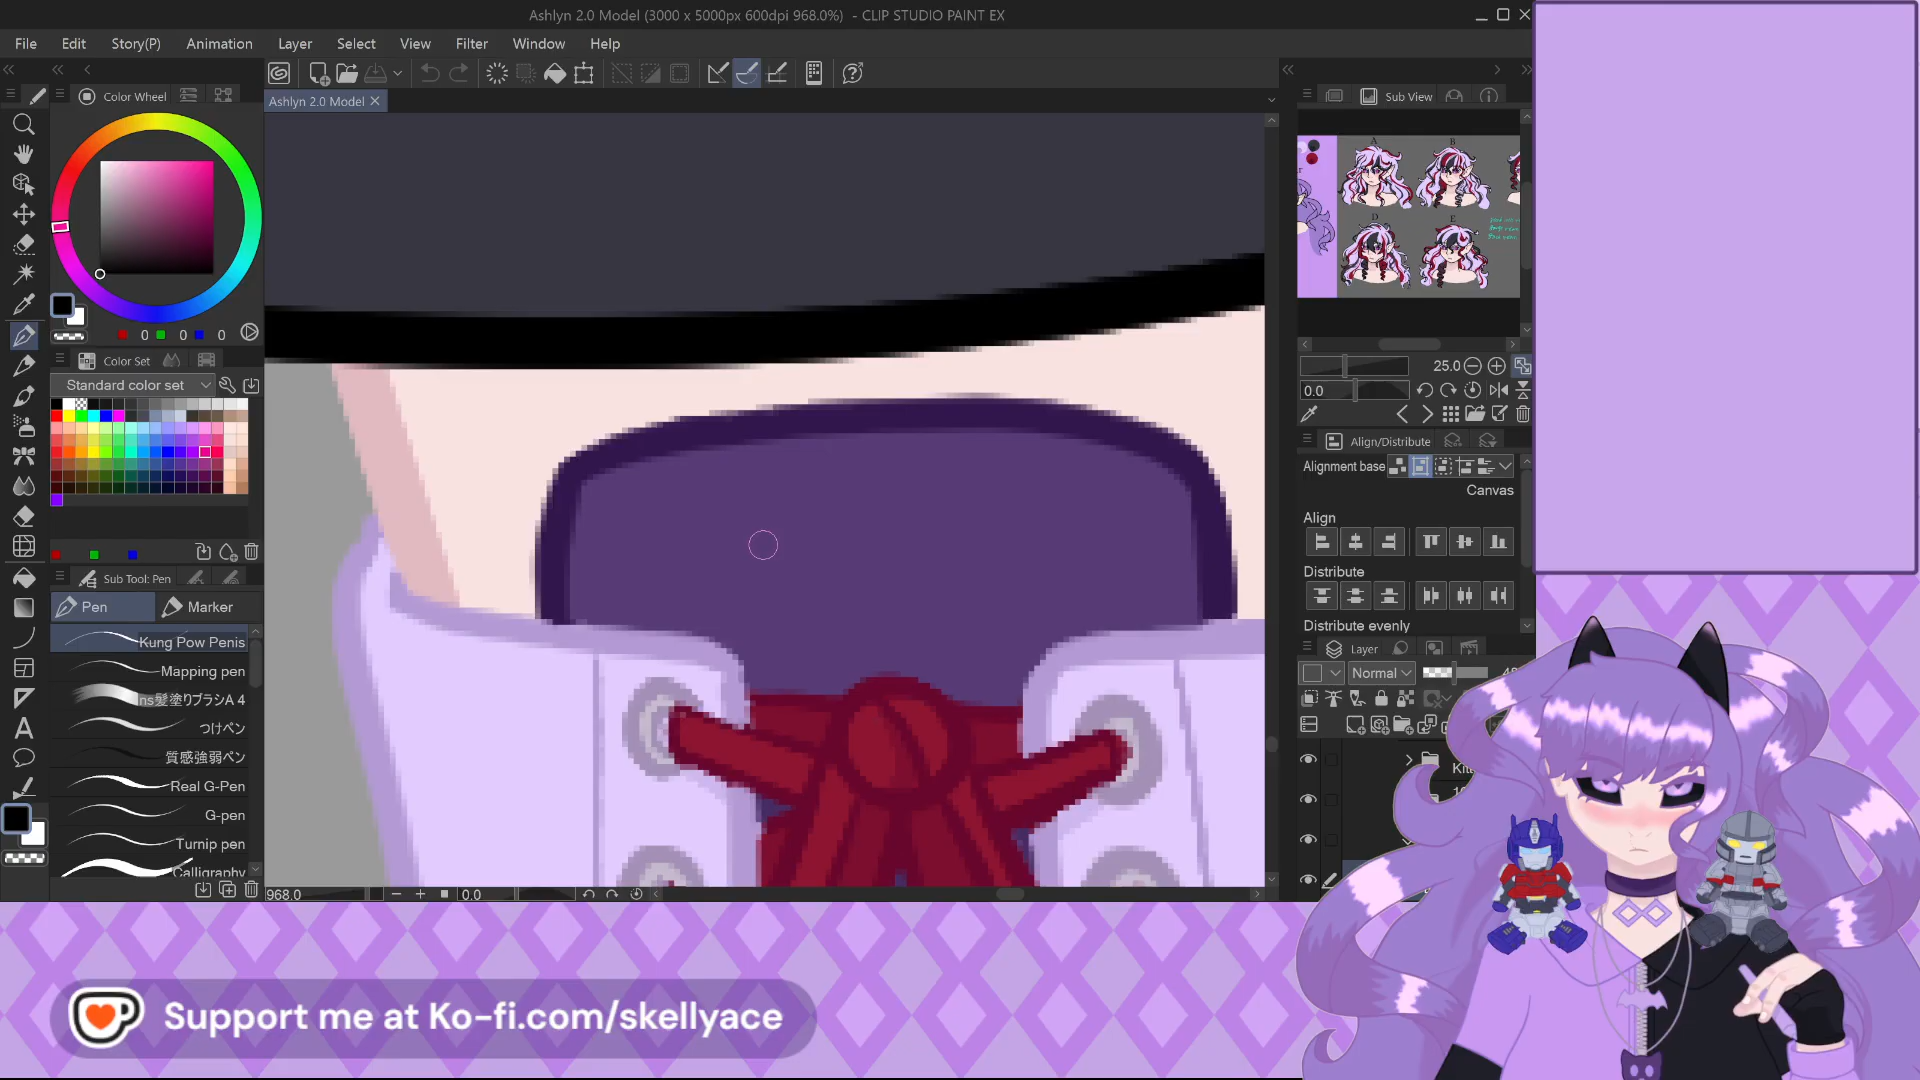 Ashlyn 2.0 Model (3000 x 5000px 600dpi 968.0%) - CLIP STUDIO PAINT EX
File Edit Story(P) Animation Layer Select View Filter Window Help
Color Wheel
Ashlyn 2.0 Model
Sub View
A B
D E
0 0 0
Color Set
Standard color set
25.0
0.0
Align/Distribute
Alignment base
Canvas
Align
Distribute
Distribute evenly
Sub Tool: Pen
Pen Marker
Kung Pow Penis
Mapping pen
ns髪塗りブラシA 4
つけペン
質感強弱ペン
Real G-Pen
G-pen
Turnip pen
Calligraphy
Layer
Normal
968.0
0.0
Support me at Ko-fi.com/skellyace